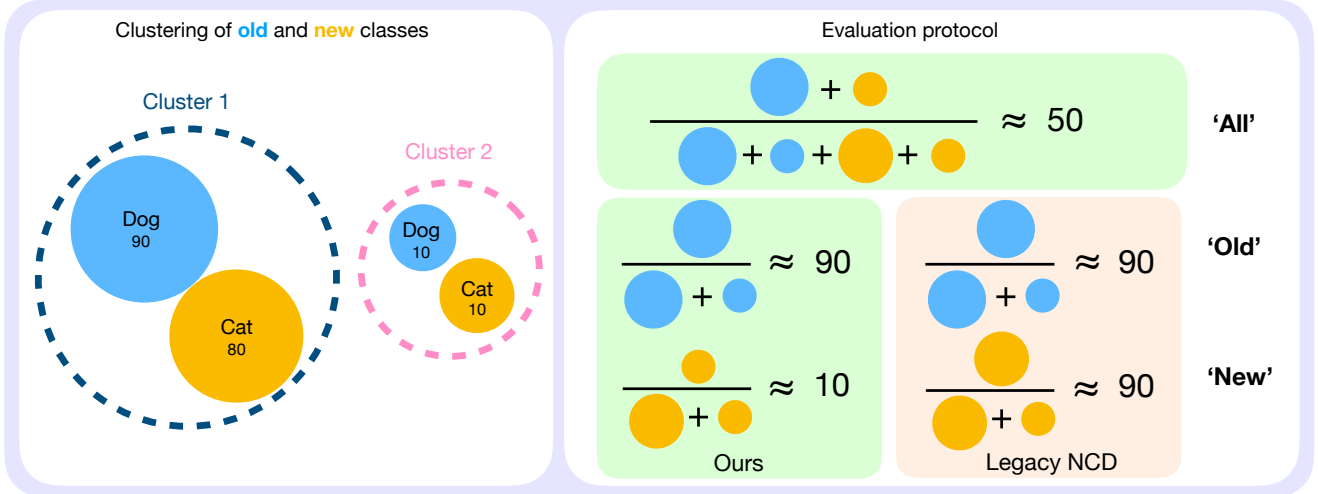 Clustering of old and new classes
Cluster 1
Dog
90
Cat
80
Cluster 2
Dog
10
Cat
10
Evaluation protocol
+
+ + +
≈ 50
‘All’
+
≈ 90
+
≈ 90
‘Old’
+
≈ 10
+
≈ 90
‘New’
Ours
Legacy NCD